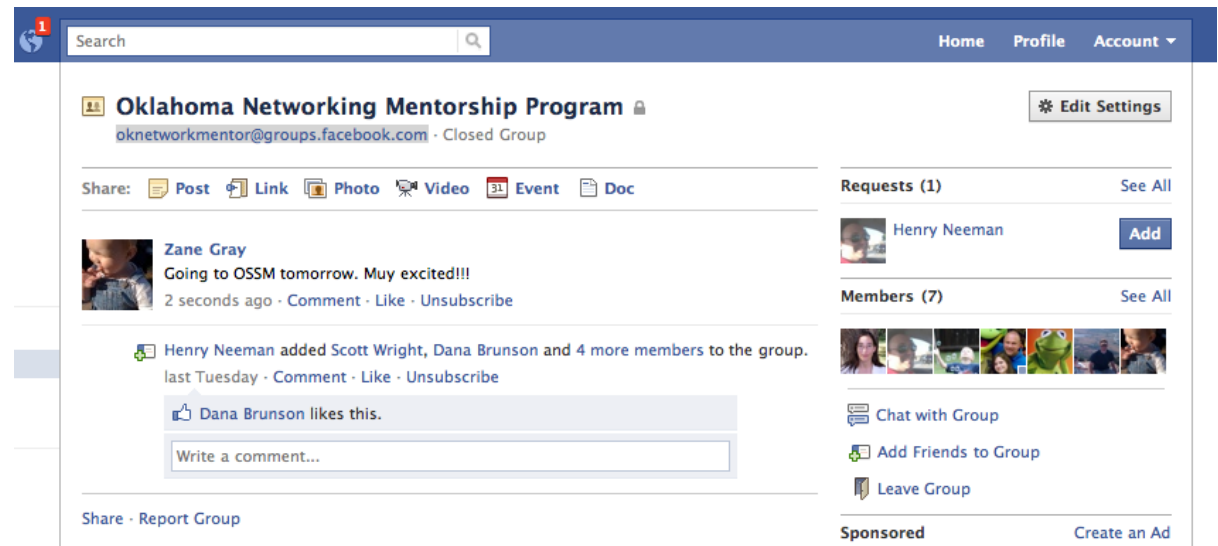 1
Search
Home Profile Account
Oklahoma Networking Mentorship Program
Edit Settings
oknetworkmentor@groups.facebook.com · Closed Group
Share: Post Link Photo Video 31 Event Doc
Zane Gray
Going to OSSM tomorrow. Muy excited!!!
2 seconds ago · Comment · Like · Unsubscribe
Henry Neeman added Scott Wright, Dana Brunson and 4 more members to the group.
last Tuesday · Comment · Like · Unsubscribe
Dana Brunson likes this.
Write a comment...
Share · Report Group
Requests (1) See All
Henry Neeman Add
Members (7) See All
Chat with Group
Add Friends to Group
Leave Group
Sponsored Create an Ad